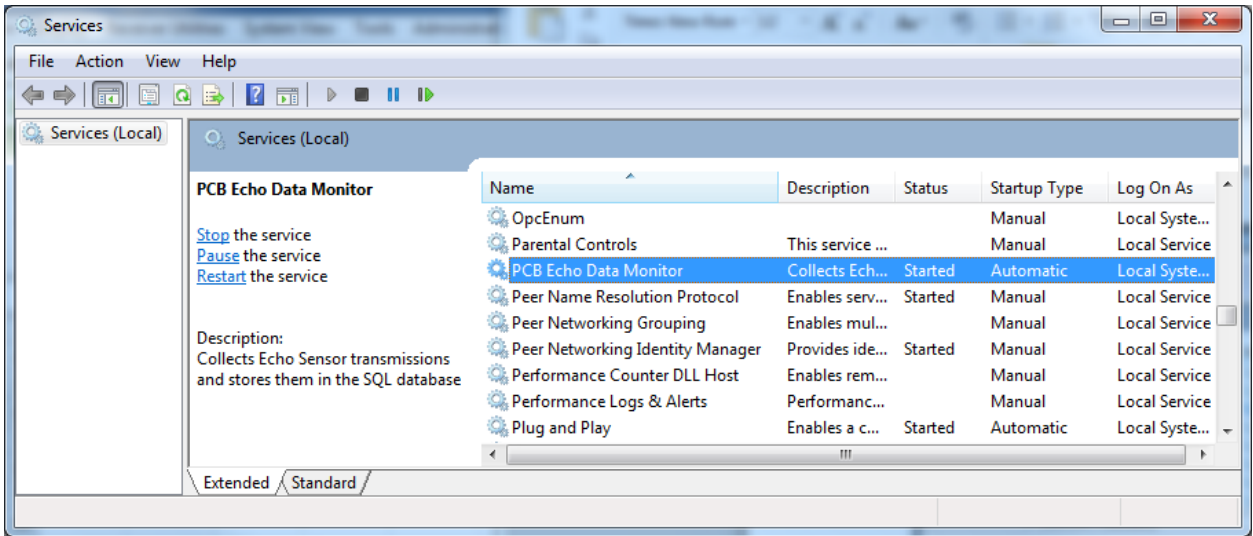 Services
File Action View Help
Services (Local)
Services (Local)
PCB Echo Data Monitor
Stop the service
Pause the service
Restart the service
Description:
Collects Echo Sensor transmissions
and stores them in the SQL database
Name Description Status Startup Type Log On As
OpcEnum Manual Local Syste...
Parental Controls This service ... Manual Local Service
PCB Echo Data Monitor Collects Ech... Started Automatic Local Syste...
Peer Name Resolution Protocol Enables serv... Started Manual Local Service
Peer Networking Grouping Enables mul... Manual Local Service
Peer Networking Identity Manager Provides ide... Started Manual Local Service
Performance Counter DLL Host Enables rem... Manual Local Service
Performance Logs & Alerts Performanc... Manual Local Service
Plug and Play Enables a c... Started Automatic Local Syste...
Extended Standard